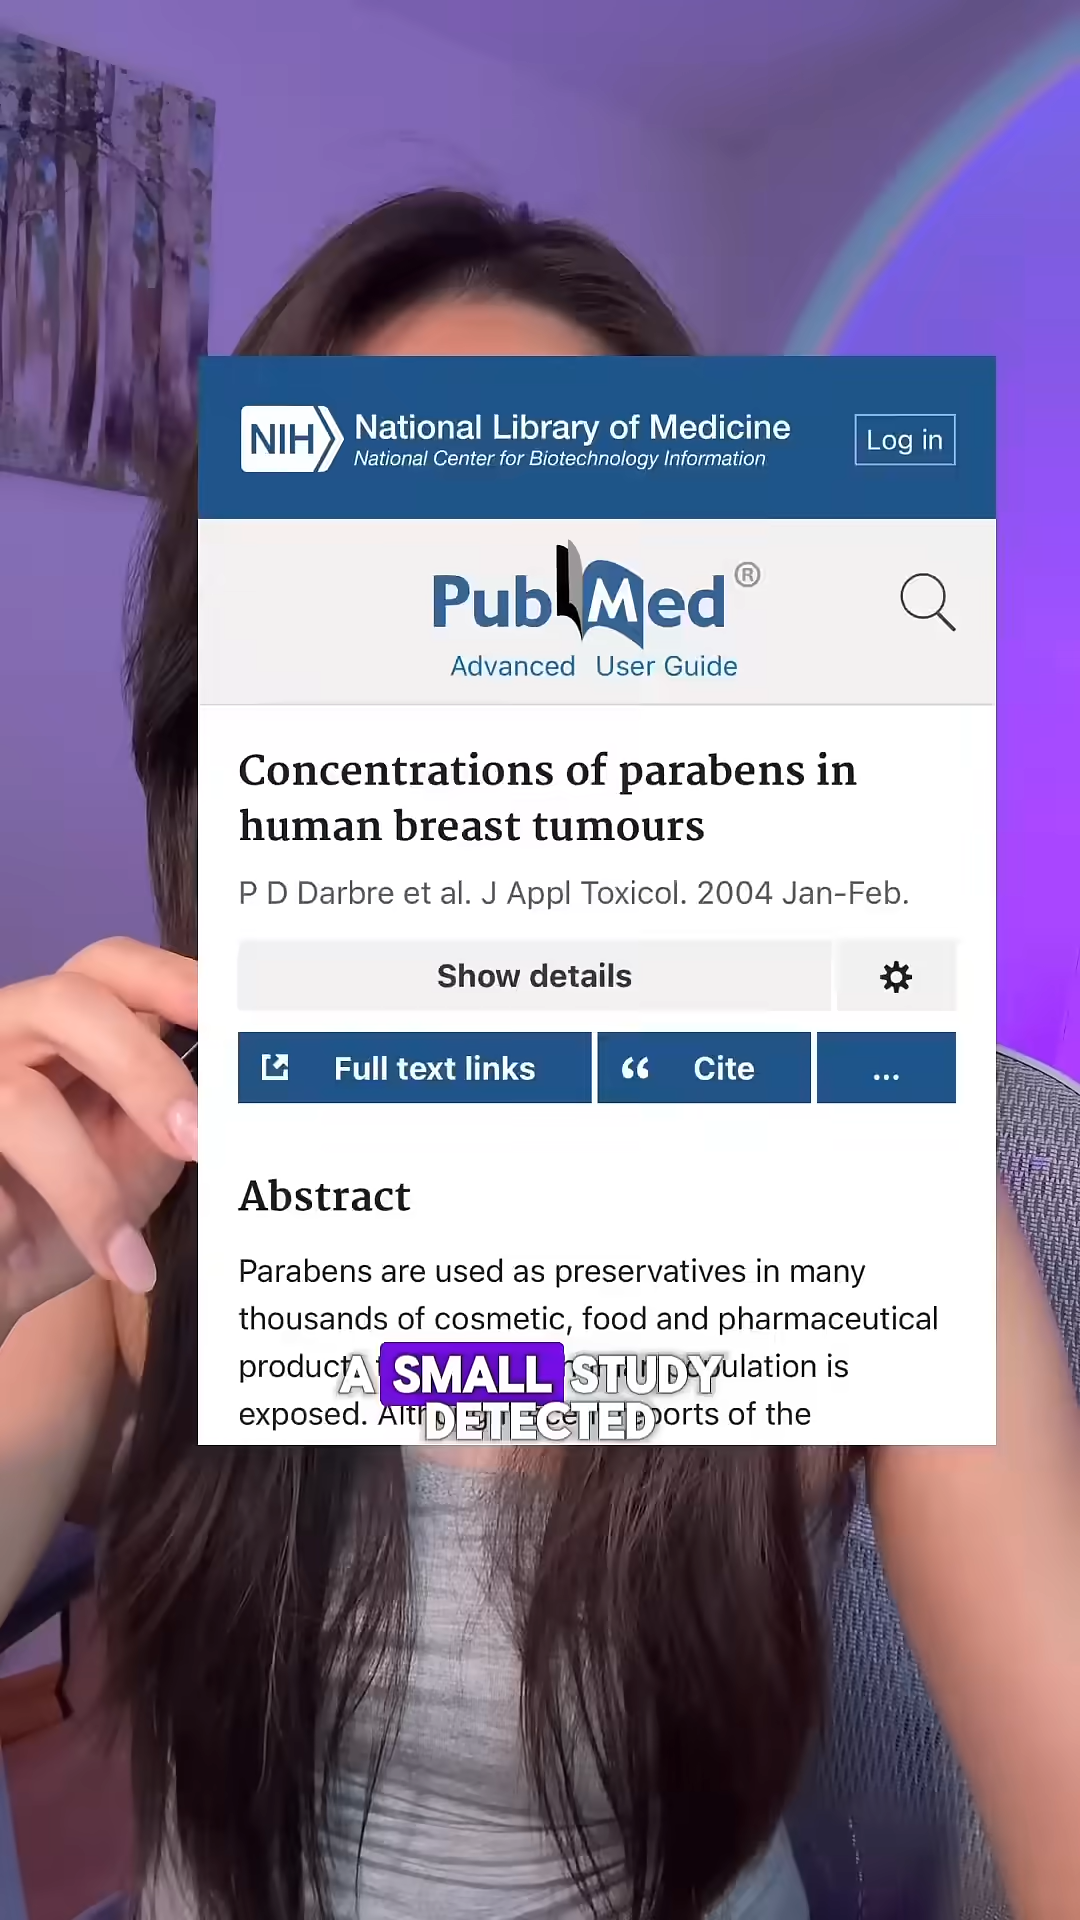 NIH National Library of Medicine
National Center for Biotechnology Information
Log in
PubMed ®
Advanced User Guide
Concentrations of parabens in
human breast tumours
P D Darbre et al. J Appl Toxicol. 2004 Jan-Feb.
Show details
Full text links
Cite
...
Abstract
Parabens are used as preservatives in many
thousands of cosmetic, food and pharmaceutical
is
exposed. of the
A SMALL STUDY
DETECTED